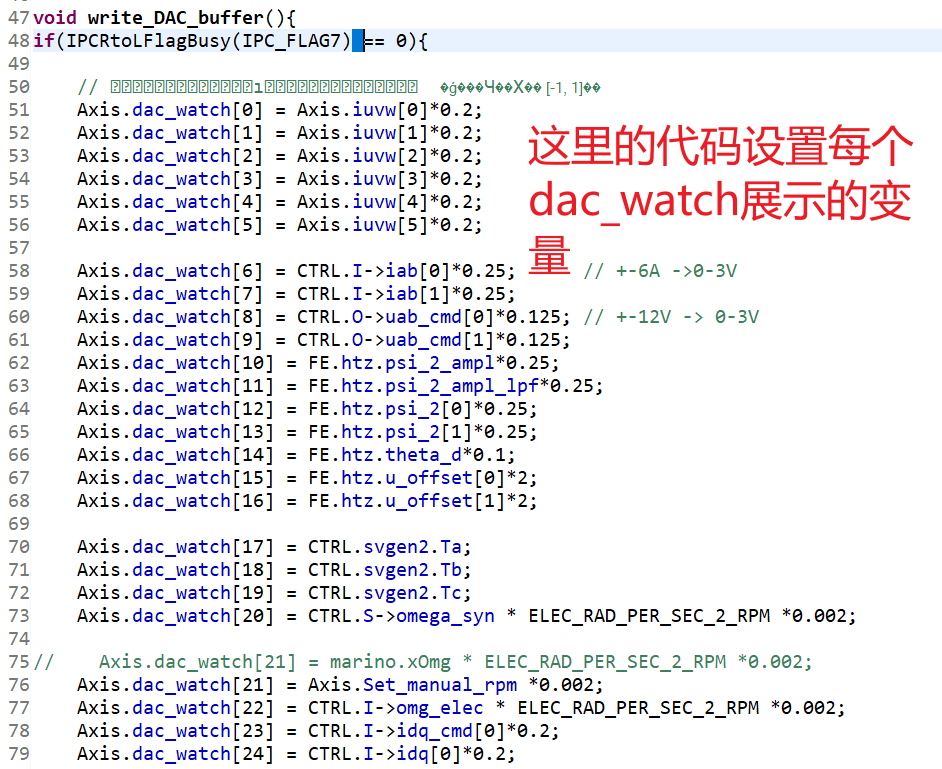 47 void write_DAC_buffer(){
48 if(IPCRtoLFlagBusy(IPC_FLAG7) == 0){
49
50 // [-1, 1]
51 Axis.dac_watch[0] = Axis.iuvw[0]*0.2;
52 Axis.dac_watch[1] = Axis.iuvw[1]*0.2;
53 Axis.dac_watch[2] = Axis.iuvw[2]*0.2;
54 Axis.dac_watch[3] = Axis.iuvw[3]*0.2;
55 Axis.dac_watch[4] = Axis.iuvw[4]*0.2;
56 Axis.dac_watch[5] = Axis.iuvw[5]*0.2;
这里的代码设置每个
dac_watch展示的变
量
57
58 Axis.dac_watch[6] = CTRL.I->iab[0]*0.25; // +-6A ->0-3V
59 Axis.dac_watch[7] = CTRL.I->iab[1]*0.25;
60 Axis.dac_watch[8] = CTRL.O->uab_cmd[0]*0.125; // +-12V -> 0-3V
61 Axis.dac_watch[9] = CTRL.O->uab_cmd[1]*0.125;
62 Axis.dac_watch[10] = FE.htz.psi_2_ampl*0.25;
63 Axis.dac_watch[11] = FE.htz.psi_2_ampl_lpf*0.25;
64 Axis.dac_watch[12] = FE.htz.psi_2[0]*0.25;
65 Axis.dac_watch[13] = FE.htz.psi_2[1]*0.25;
66 Axis.dac_watch[14] = FE.htz.theta_d*0.1;
67 Axis.dac_watch[15] = FE.htz.u_offset[0]*2;
68 Axis.dac_watch[16] = FE.htz.u_offset[1]*2;
69
70 Axis.dac_watch[17] = CTRL.svgen2.Ta;
71 Axis.dac_watch[18] = CTRL.svgen2.Tb;
72 Axis.dac_watch[19] = CTRL.svgen2.Tc;
73 Axis.dac_watch[20] = CTRL.S->omega_syn * ELEC_RAD_PER_SEC_2_RPM *0.002;
74
75 // Axis.dac_watch[21] = marino.xOmg * ELEC_RAD_PER_SEC_2_RPM *0.002;
76 Axis.dac_watch[21] = Axis.Set_manual_rpm *0.002;
77 Axis.dac_watch[22] = CTRL.I->omg_elec * ELEC_RAD_PER_SEC_2_RPM *0.002;
78 Axis.dac_watch[23] = CTRL.I->idq_cmd[0]*0.2;
79 Axis.dac_watch[24] = CTRL.I->idq[0]*0.2;